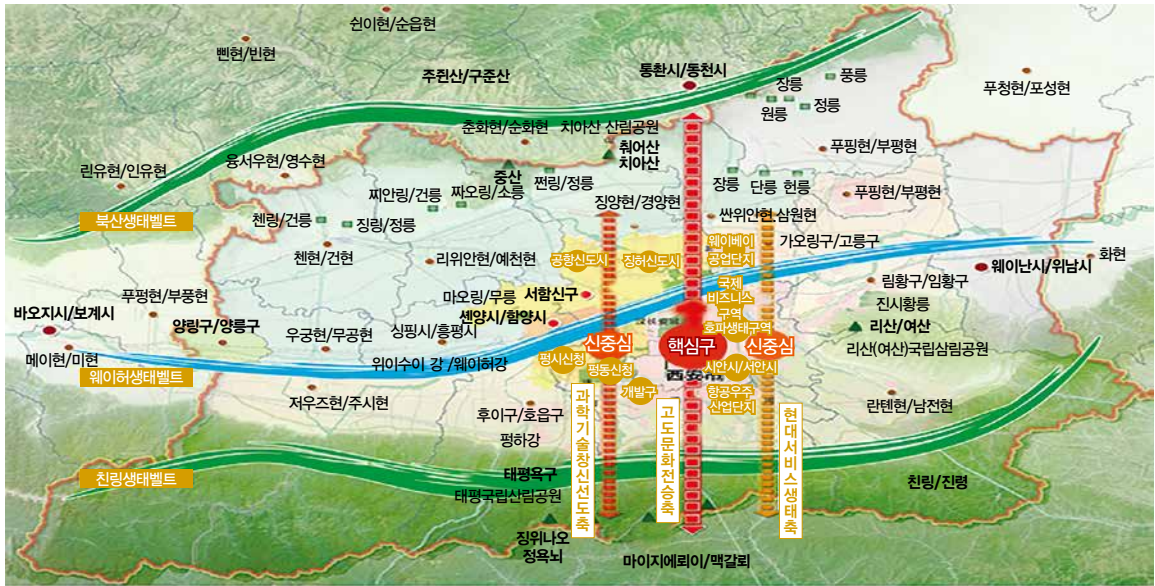 쉰이현/순읍현
삔현/빈현
주쥔산/구준산
통촨시/동천시
장릉
풍릉
원릉
정릉
푸청현/포성현
춘화현/순화현
치아산 산림공원
췌어산
치아산
푸핑현/부평현
린유현/인유현
융서우현/영수현
중산
쩐링/정릉
장릉
단릉
헌릉
푸핑현/부평현
찌안링/건릉
짜오링/소릉
징양현/경양현
싼위안현 삼원현
북산생태벨트
첸링/건릉
징링/정릉
가오링구/고릉구
첸현/건현
리위안현/예천현
공항신도시
징허신도시
웨이베이
공업단지
화현
웨이난시/위남시
국제
비즈니스
구역
호파생태구역
림황구/임황구
푸펑현/부풍현
마오링/무릉
서함신구
진시황릉
바오지시/보계시
양링구/양릉구
셴양시/함양시
우궁현/무공현
싱핑시/흥평시
리산/여산
리산(여산)국립삼림공원
신중심
핵심구
신중심
메이현/미현
위이수이 강 /웨이허강
평시신청
평동신청
시안시/서안시
웨이허생태벨트
개발구
항공우주
산업단지
저우즈현/주시현
란톈현/남전현
후이구/호읍구
펑하강
과학기술창신선도축
고도문화전승축
현대서비스생태축
친링생태벨트
태평욕구
태평국립산림공원
친링/진령
징위나오
정욕뇌
마이지에뢰이/맥갈뢰